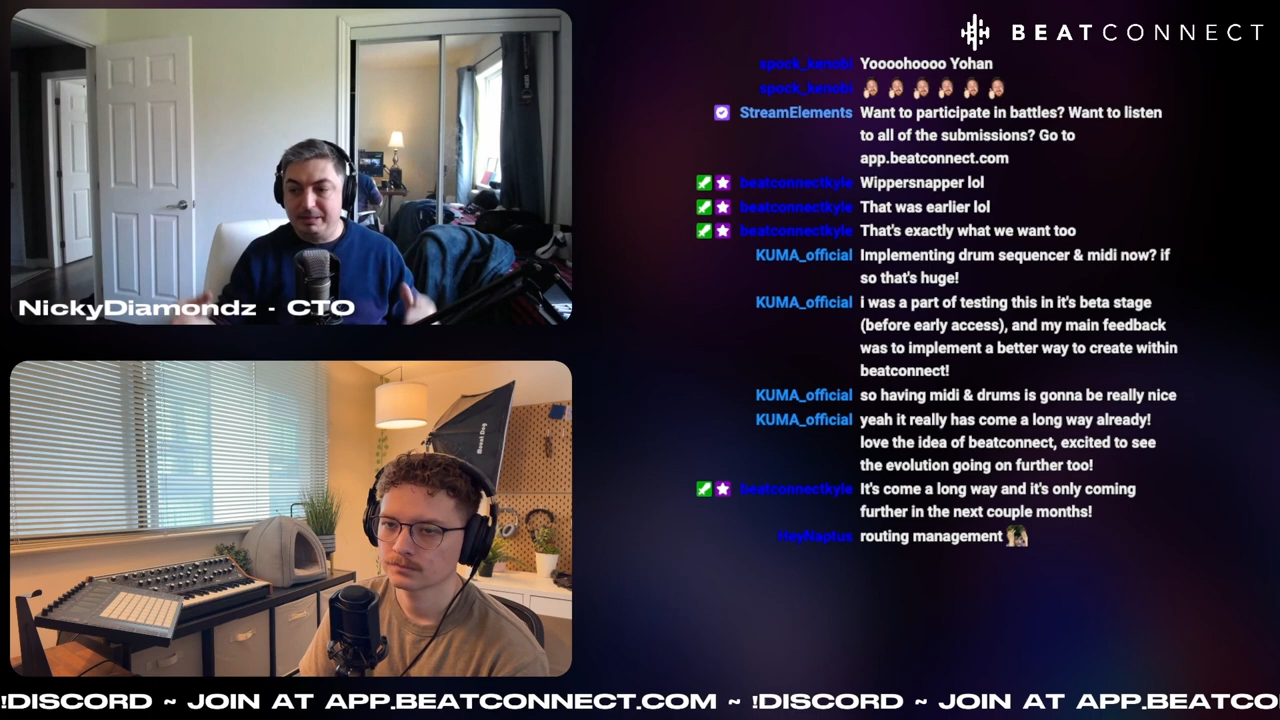 BEATCONNECT
spock_kenobi Yoooohoooo Yohan
spock_kenobi
StreamElements Want to participate in battles? Want to listen
to all of the submissions? Go to
app.beatconnect.com
beatconnectkyle Wippersnapper lol
beatconnectkyle That was earlier lol
beatconnectkyle That's exactly what we want too
KUMA_official Implementing drum sequencer & midi now? if
so that's huge!
KUMA_official i was a part of testing this in it's beta stage
(before early access), and my main feedback
was to implement a better way to create within
beatconnect!
KUMA_official so having midi & drums is gonna be really nice
KUMA_official yeah it really has come a long way already!
love the idea of beatconnect, excited to see
the evolution going on further too!
beatconnectkyle It's come a long way and it's only coming
further in the next couple months!
HeyNaptus routing management
NickyDiamondz - CTO
!DISCORD ~ JOIN AT APP.BEATCONNECT.COM ~ !DISCORD ~ JOIN AT APP.BEATCO